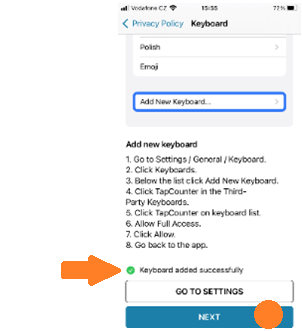 Vodafone CZ 15:55 72%
Privacy Policy Keyboard
Polish
Emoji
Add New Keyboard...
Add new keyboard
1. Go to Settings / General / Keyboard.
2. Click Keyboards.
3. Below the list click Add New Keyboard.
4. Click TapCounter in the Third-
Party Keyboards.
5. Click TapCounter on keyboard list.
6. Allow Full Access.
7. Click Allow.
8. Go back to the app.
Keyboard added successfully
GO TO SETTINGS
NEXT